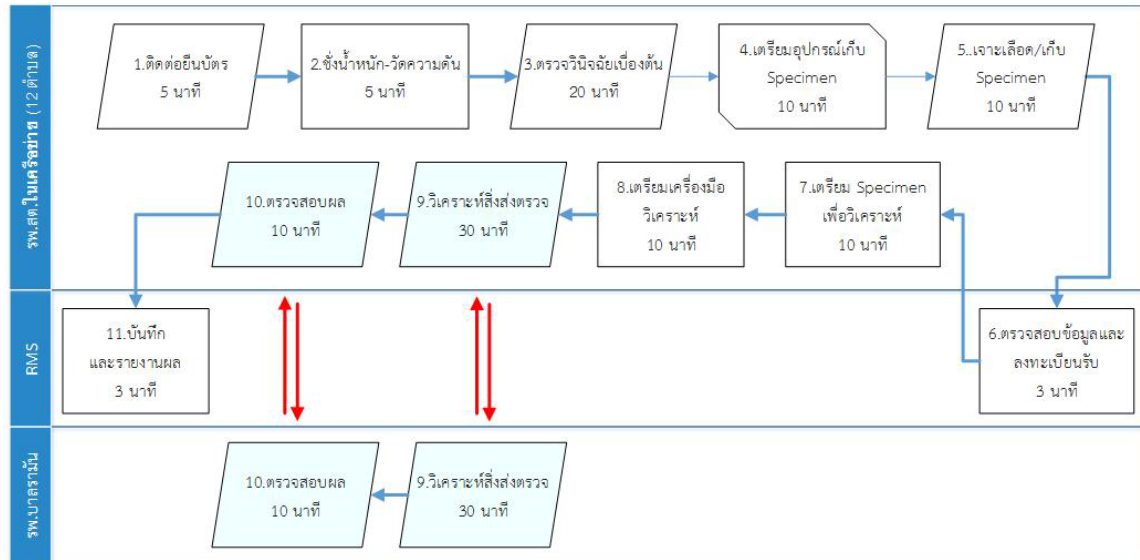 รพ.สต.ในเครือข่าย (12 ตำบล)
1.ติดต่อยื่นบัตร
5 นาที
2.ชั่งน้ำหนัก-วัดความดัน
5 นาที
3.ตรวจวินิจฉัยเบื้องต้น
20 นาที
4.เตรียมอุปกรณ์เก็บ
Specimen
10 นาที
5..เจาะเลือด/เก็บ
Specimen
10 นาที
10.ตรวจสอบผล
10 นาที
9.วิเคราะห์สิ่งส่งตรวจ
30 นาที
8.เตรียมเครื่องมือ
วิเคราะห์
10 นาที
7.เตรียม Specimen
เพื่อวิเคราะห์
10 นาที
RMS
11.บันทึก
และรายงานผล
3 นาที
6.ตรวจสอบข้อมูลและ
ลงทะเบียนรับ
3 นาที
รพ.บาลรามัน
10.ตรวจสอบผล
10 นาที
9.วิเคราะห์สิ่งส่งตรวจ
30 นาที